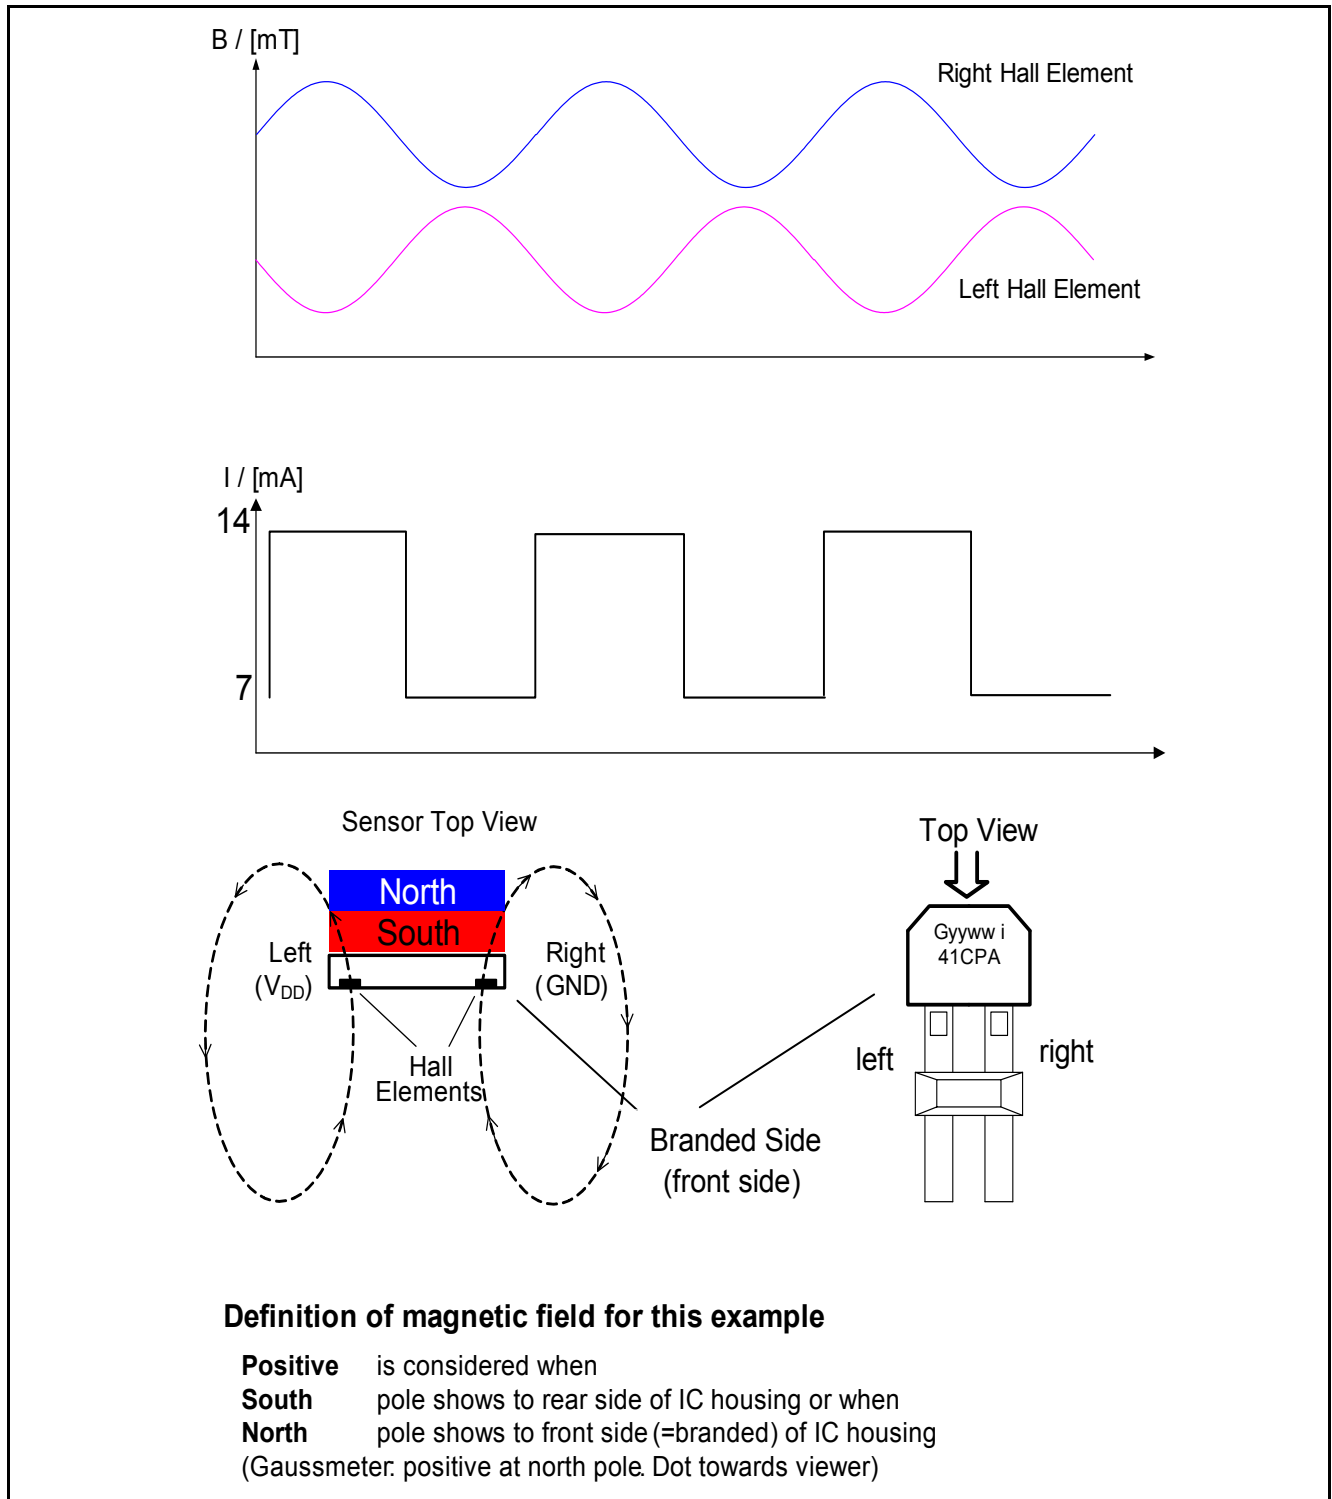 B / [mT]
Right Hall Element
Left Hall Element
I / [mA]
14
7
Sensor Top View
Top View
North
South
Left
(VDD)
Right
(GND)
Hall
Elements
Gyyww i
41CPA
left
right
Branded Side
(front side)
Definition of magnetic field for this example
Positive is considered when
South pole shows to rear side of IC housing or when
North pole shows to front side (=branded) of IC housing
(Gaussmeter: positive at north pole. Dot towards viewer)